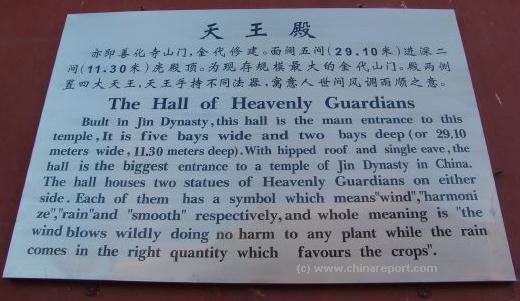 天王殿
亦即善化寺山门，金代修建。面阔五间（29.10米）进深二
间（11.30米）庑殿顶。为现存规模最大的金代山门。殿两侧
置四大天王，天王手持不同法器，寓意人世间风调雨顺之意。
The Hall of Heavenly Guardians
Built in Jin Dynasty,this hall is the main entrance to this
temple. It is five bays wide and two bays deep(or 29.10
meters wide, 11.30 meters deep). With hipped roof and single eave, the
hall is the biggest entrance to a temple of Jin Dynasty in China.
The hall houses two statues of Heavenly Guardians on either
side. Each of them has a symbol which means"wind","harmoni
ze","rain"and "smooth" respectively,and whole meaning is "the
wind blows wildly doing no harm to any plant while the rain
comes in the right quantity which favours the crops".
(c) www.chinareport.com